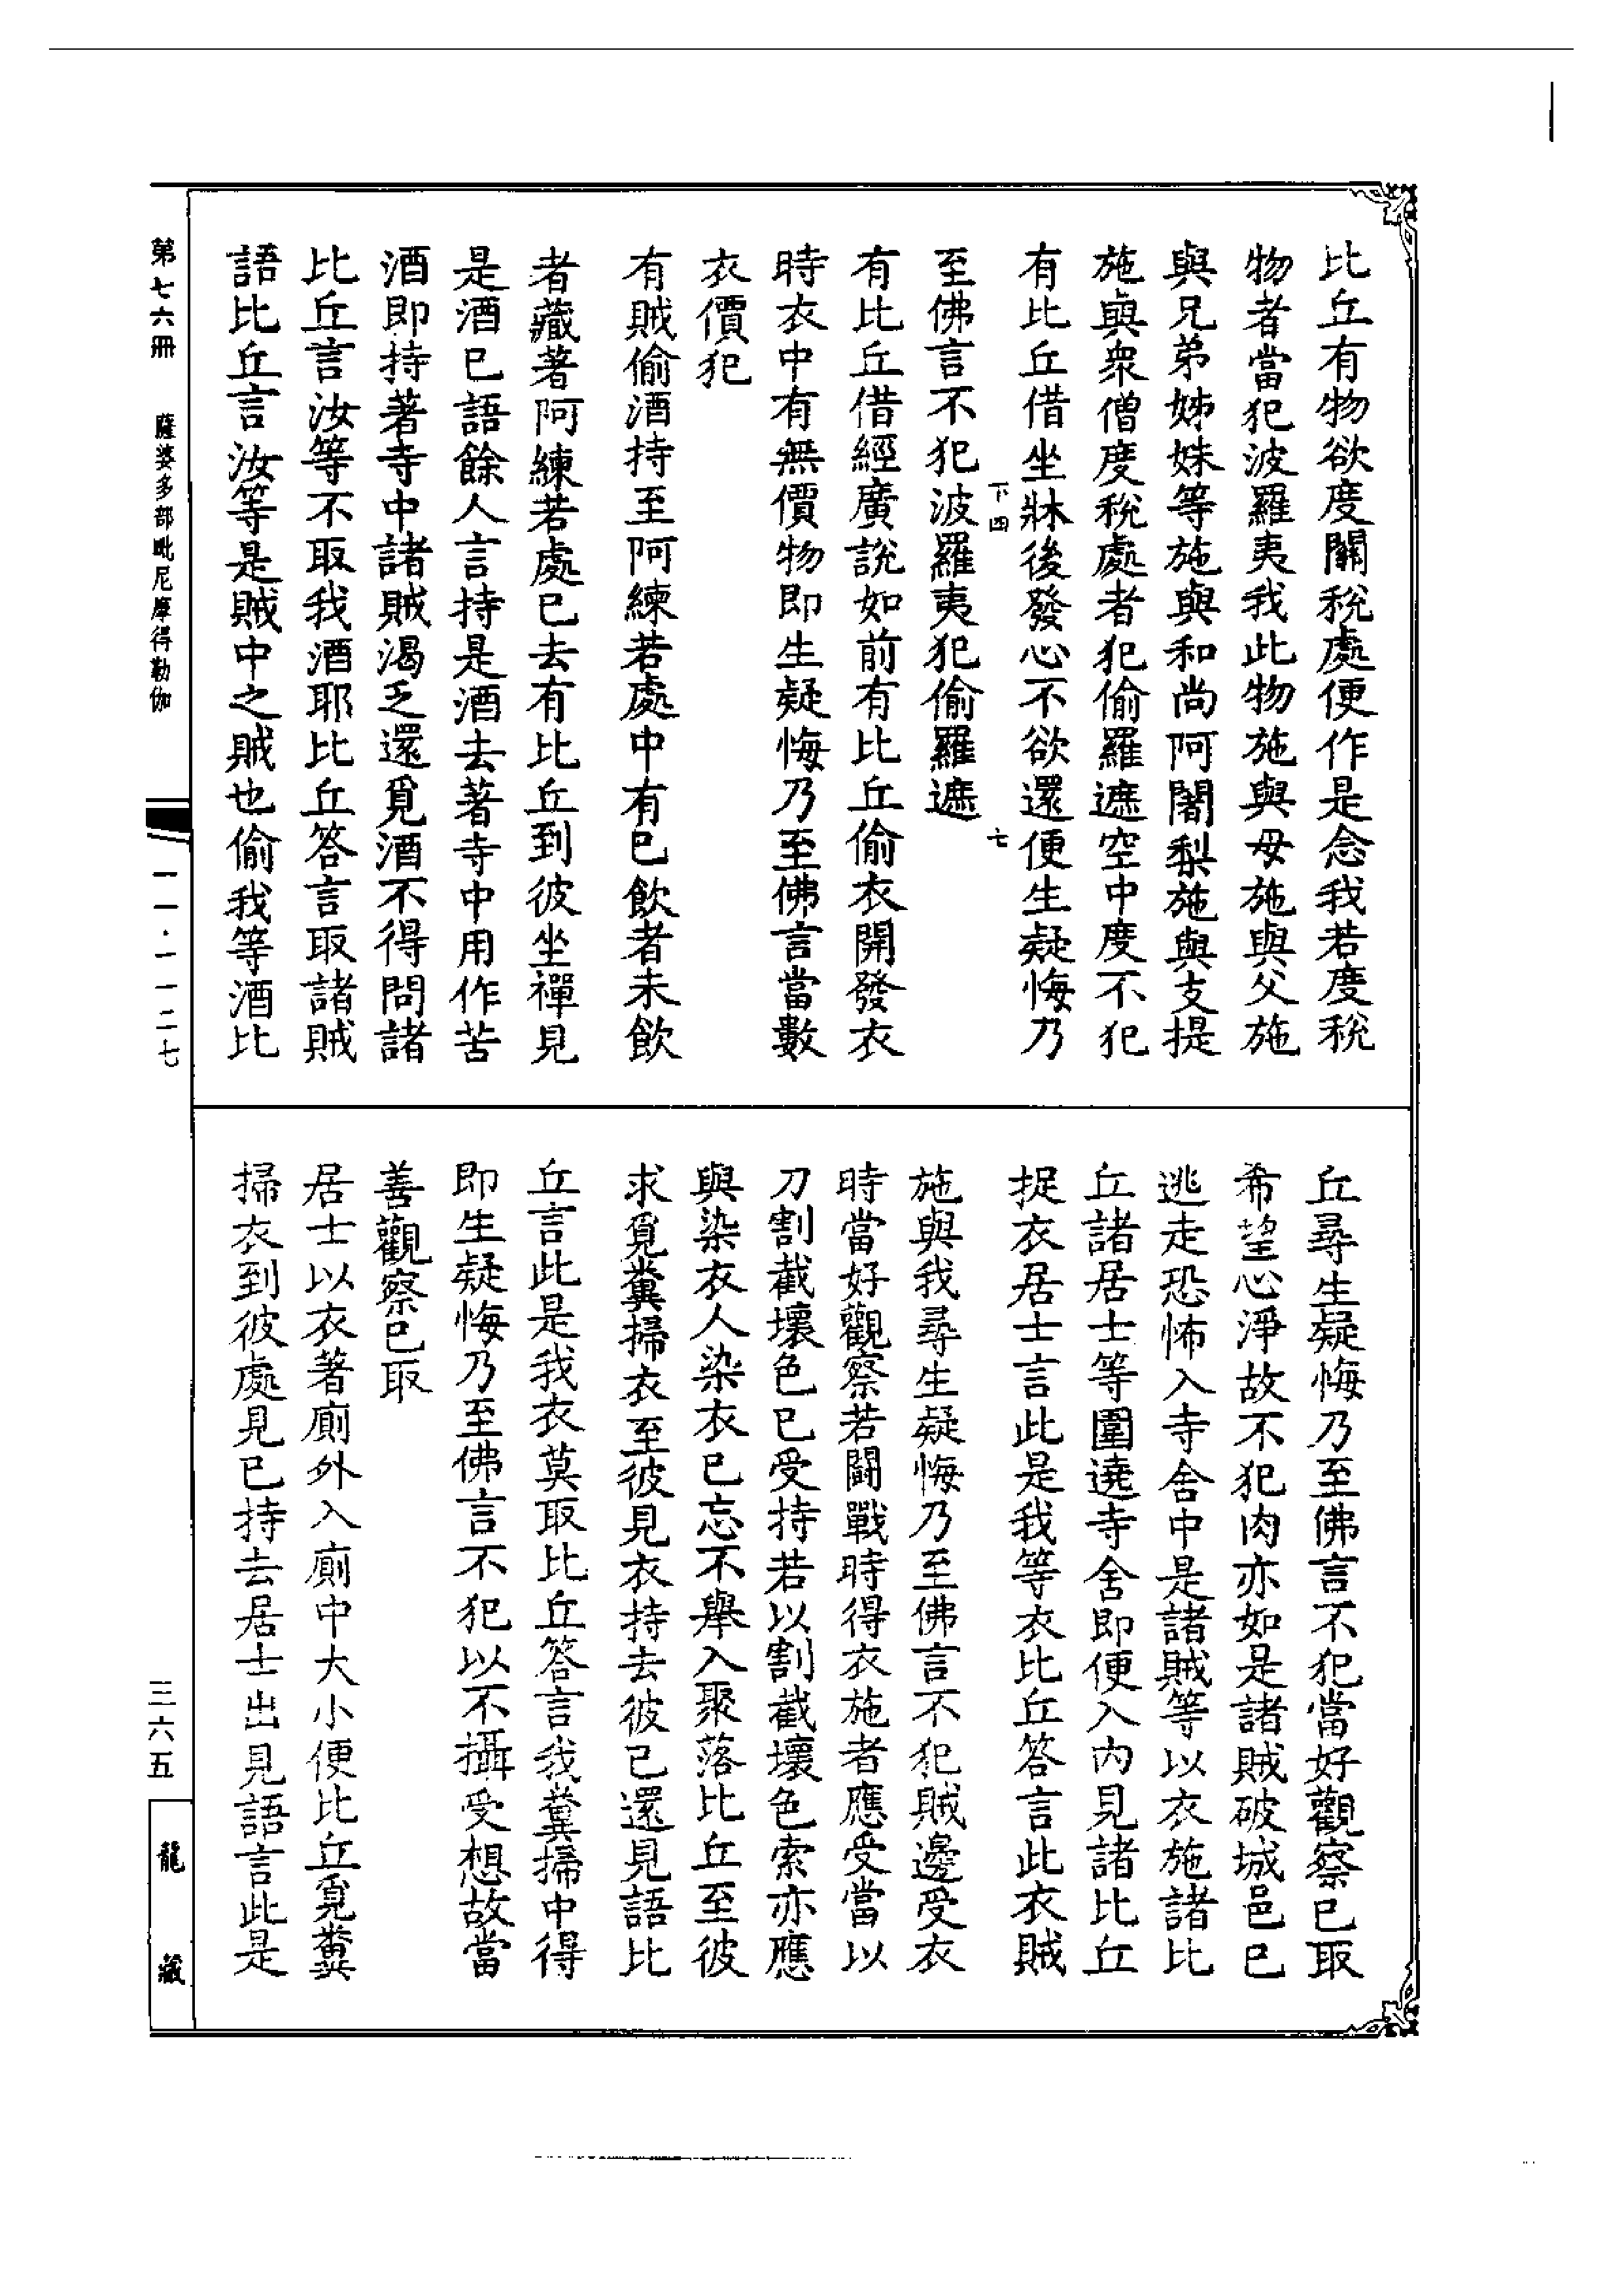 比丘有物欲度關稅處便作是念我若度稅
物者當犯波羅夷我此物施與母施與父施
與兄弟姊妹等施與和尚阿闍梨施與支提
施與眾僧度稅處者犯偷羅遮空中度不犯
有比丘借坐牀後發心不欲還便生疑悔乃
下四
七
至佛言不犯波羅夷犯偷羅遮
有比丘借經廣說如前有比丘偷衣開發衣
時衣中有無價物即生疑悔乃至佛言當數
衣價犯
有賊偷酒持至阿練若處中有已飲者未飲
者藏著阿練若處已去有比丘到彼坐禪見
是酒已語餘人言持是酒去著寺中用作苦
酒即持著寺中諸賊渴乏還覓酒不得問諸
比丘言汝等不取我酒耶比丘答言取諸賊
語比丘言汝等是賊中之賊也偷我等酒比
丘尋生疑悔乃至佛言不犯當好觀察已取
希望心淨故不犯肉亦如是諸賊破城邑已
逃走恐怖入寺舍中是諸賊等以衣施諸比
丘諸居士等圍遶寺舍即便入內見諸比丘
捉衣居士言此是我等衣比丘答言此衣賊
施與我尋生疑悔乃至佛言不犯賊邊受衣
時當好觀察若鬪戰時得衣施者應受當以
刀割截壞色已受持若以割截壞色索亦應
與染衣人染衣已忘不舉入聚落比丘至彼
求覓糞掃衣至彼見衣持去彼已還見語比
丘言此是我衣莫取比丘答言我糞掃中得
即生疑悔乃至佛言不犯以不攝受想故當
善觀察已取
居士以衣著廁外入廁中大小便比丘覓糞
掃衣到彼處見已持去居士出見語言此是
第七六冊
薩婆多部毗尼摩得勒伽
一一·一一二七
三六五
龍藏